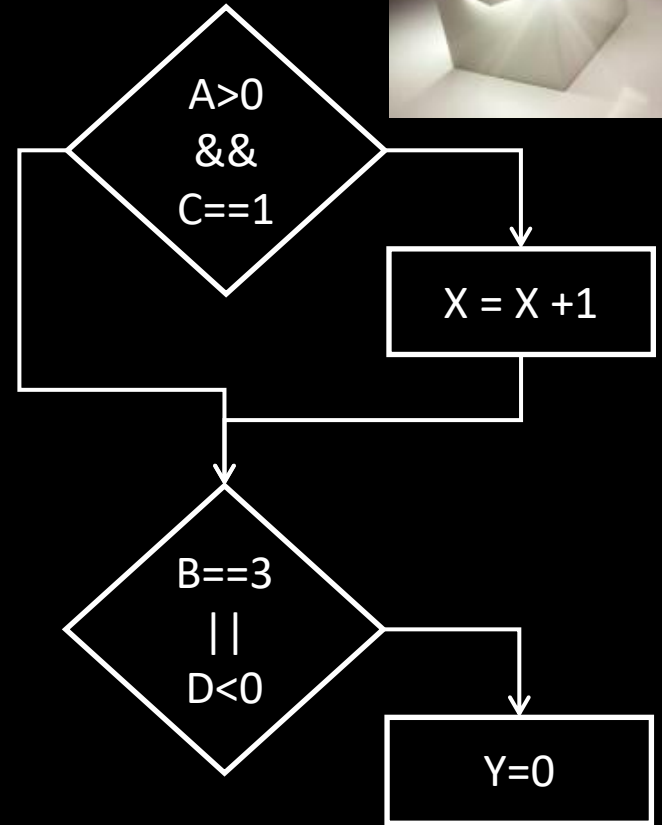 A>0
&&
C==1
X = X +1
B==3
||
D<0
Y=0